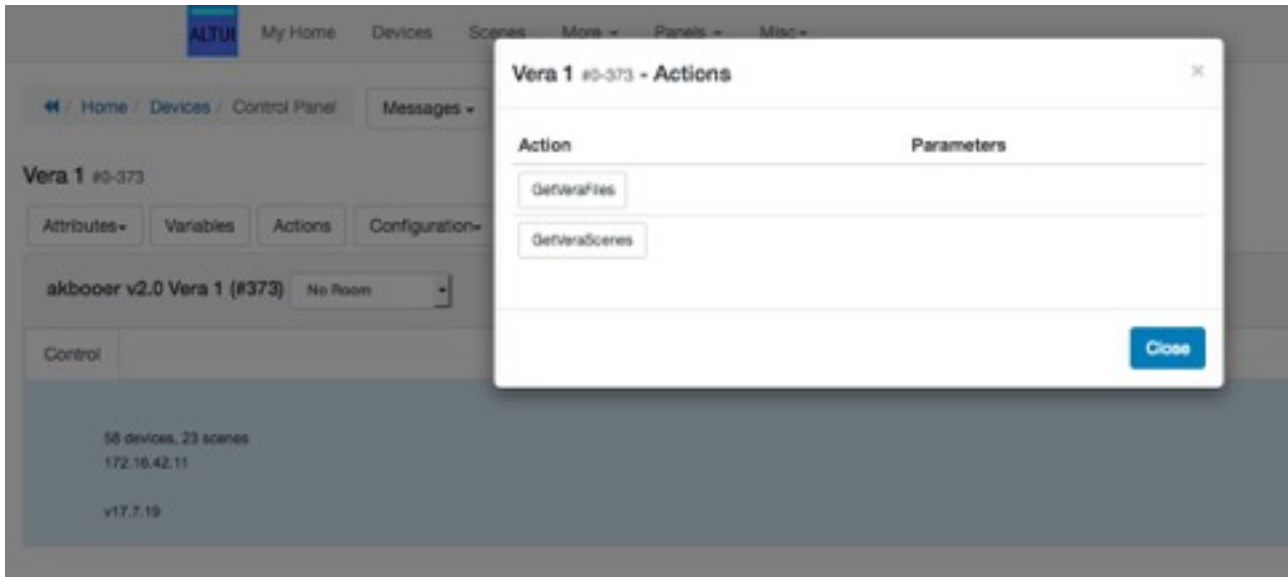 ALTUI My Home Devices Scenes More Panels Misc
Home / Devices / Control Panel Messages
Vera 1 #0-373
Attributes Variables Actions Configuration
akbooer v2.0 Vera 1 (#373) No Room
Control
58 devices, 23 scenes
172.16.42.11
v17.7.19
Vera 1 #0-373 - Actions ×
Action Parameters
GetVeraFiles
GetVeraScenes
Close